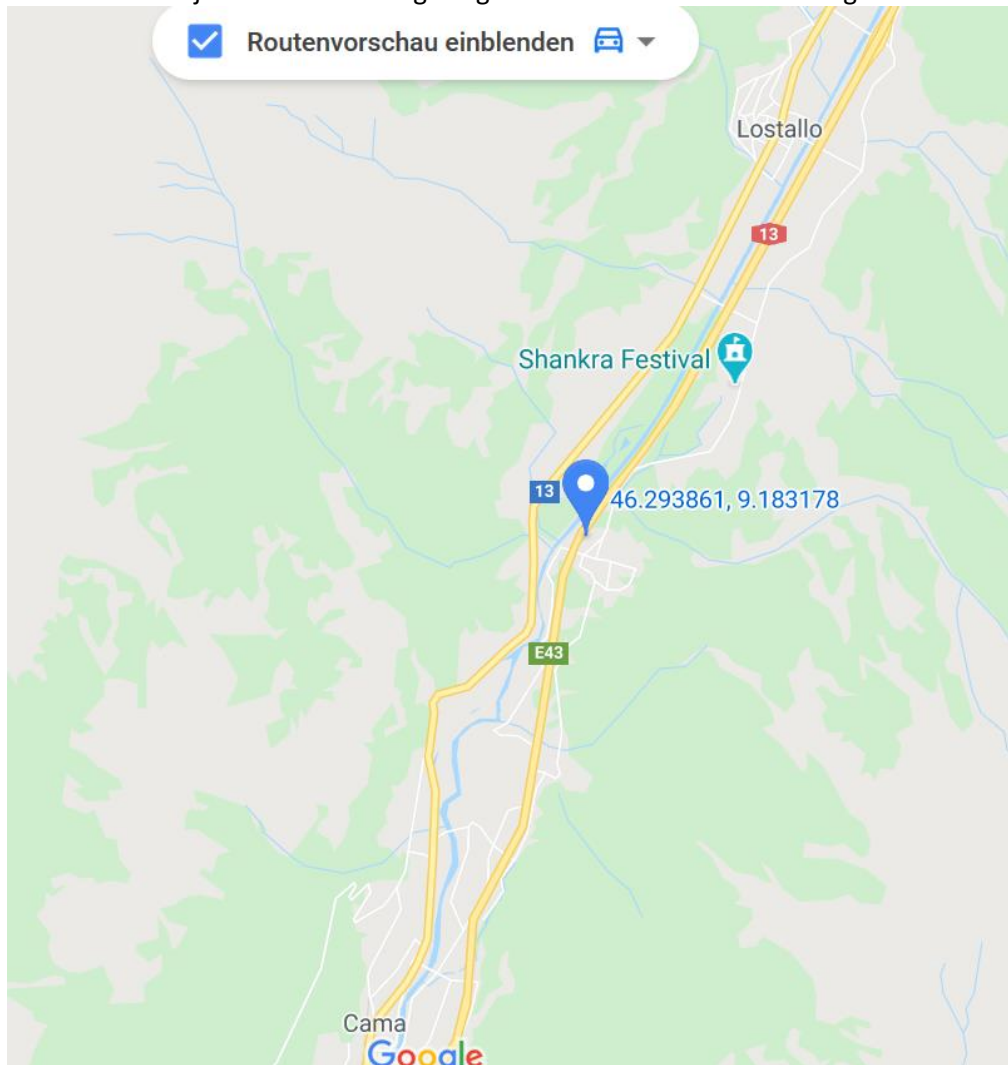 Routenvorschau einblenden
Lostallo
13
Shankra Festival
13
46.293861, 9.183178
E43
Cama
Google